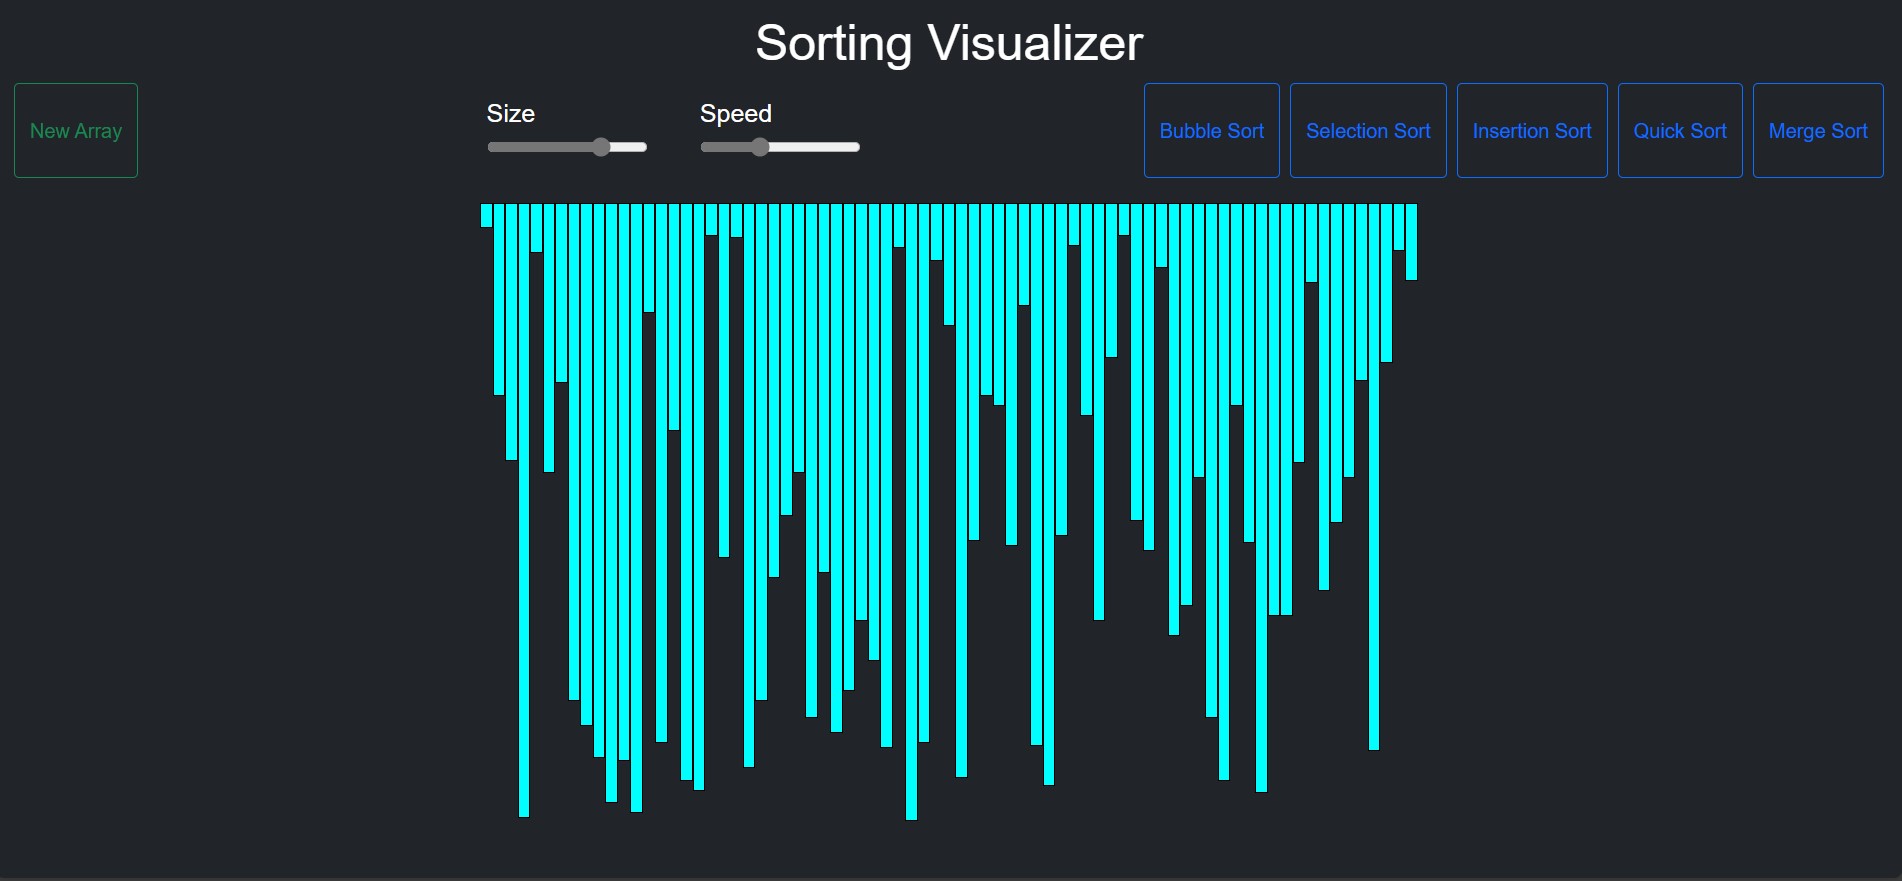 Sorting Visualizer
New Array
Size
Speed
Bubble Sort
Selection Sort
Insertion Sort
Quick Sort
Merge Sort